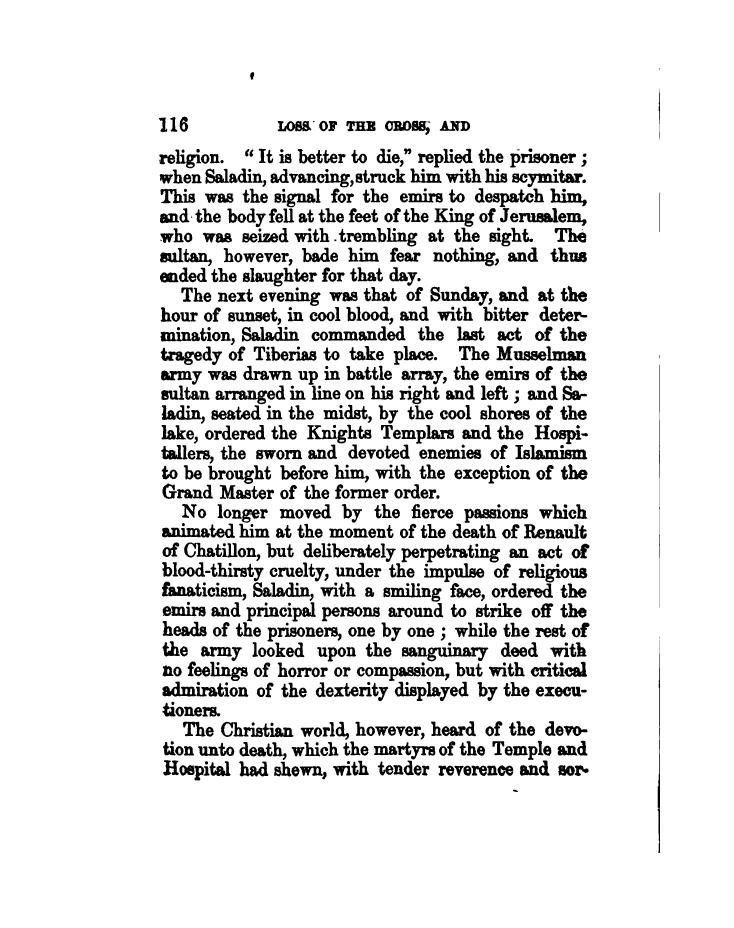 116 LOSS OF THE CROSS, AND
religion. “ It is better to die,” replied the prisoner ;
when Saladin, advancing, struck him with his scymitar.
This was the signal for the emirs to despatch him,
and the body fell at the feet of the King of Jerusalem,
who was seized with trembling at the sight. The
sultan, however, bade him fear nothing, and thus
ended the slaughter for that day.
The next evening was that of Sunday, and at the
hour of sunset, in cool blood, and with bitter deter-
mination, Saladin commanded the last act of the
tragedy of Tiberias to take place. The Musselman
army was drawn up in battle array, the emirs of the
sultan arranged in line on his right and left ; and Sa-
ladin, seated in the midst, by the cool shores of the
lake, ordered the Knights Templars and the Hospi-
tallers, the sworn and devoted enemies of Islamism
to be brought before him, with the exception of the
Grand Master of the former order.
No longer moved by the fierce passions which
animated him at the moment of the death of Renault
of Chatillon, but deliberately perpetrating an act of
blood-thirsty cruelty, under the impulse of religious
fanaticism, Saladin, with a smiling face, ordered the
emirs and principal persons around to strike off the
heads of the prisoners, one by one ; while the rest of
the army looked upon the sanguinary deed with
no feelings of horror or compassion, but with critical
admiration of the dexterity displayed by the execu-
tioners.
The Christian world, however, heard of the devo-
tion unto death, which the martyrs of the Temple and
Hospital had shewn, with tender reverence and sor-